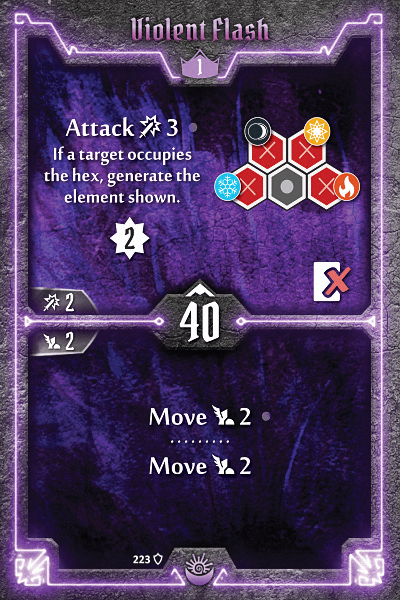 Violent Flash
1
Attack 3
If a target occupies
the hex, generate the
element shown.
2
2
40
2
Move 2
Move 2
223